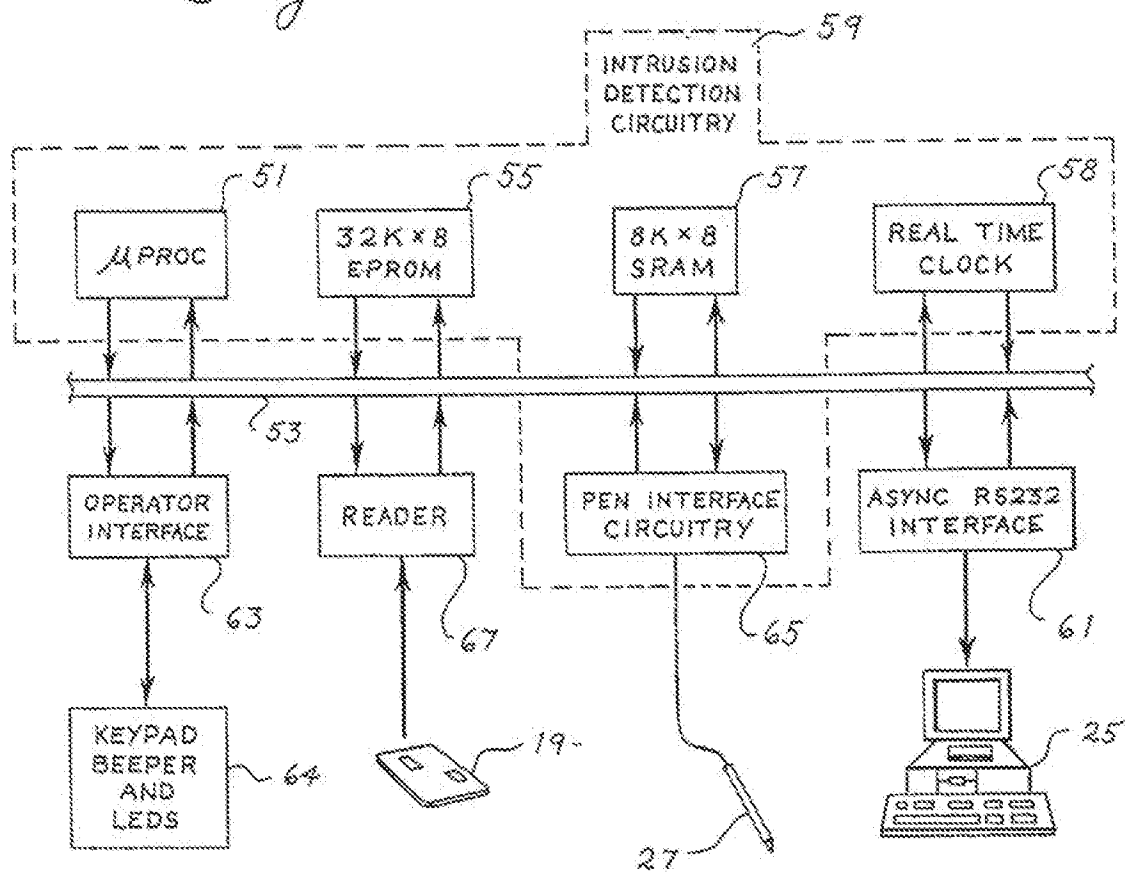 59
INTRUSION
DETECTION
CIRCUITRY
51
55
57
58
μPROC
32K × 8
EPROM
8K × 8
SRAM
REAL TIME
CLOCK
53
OPERATOR
INTERFACE
READER
PEN INTERFACE
CIRCUITRY
ASYNC RS232
INTERFACE
63
67
65
61
KEYPAD
BEEPER
AND
LEDS
64
19
27
25